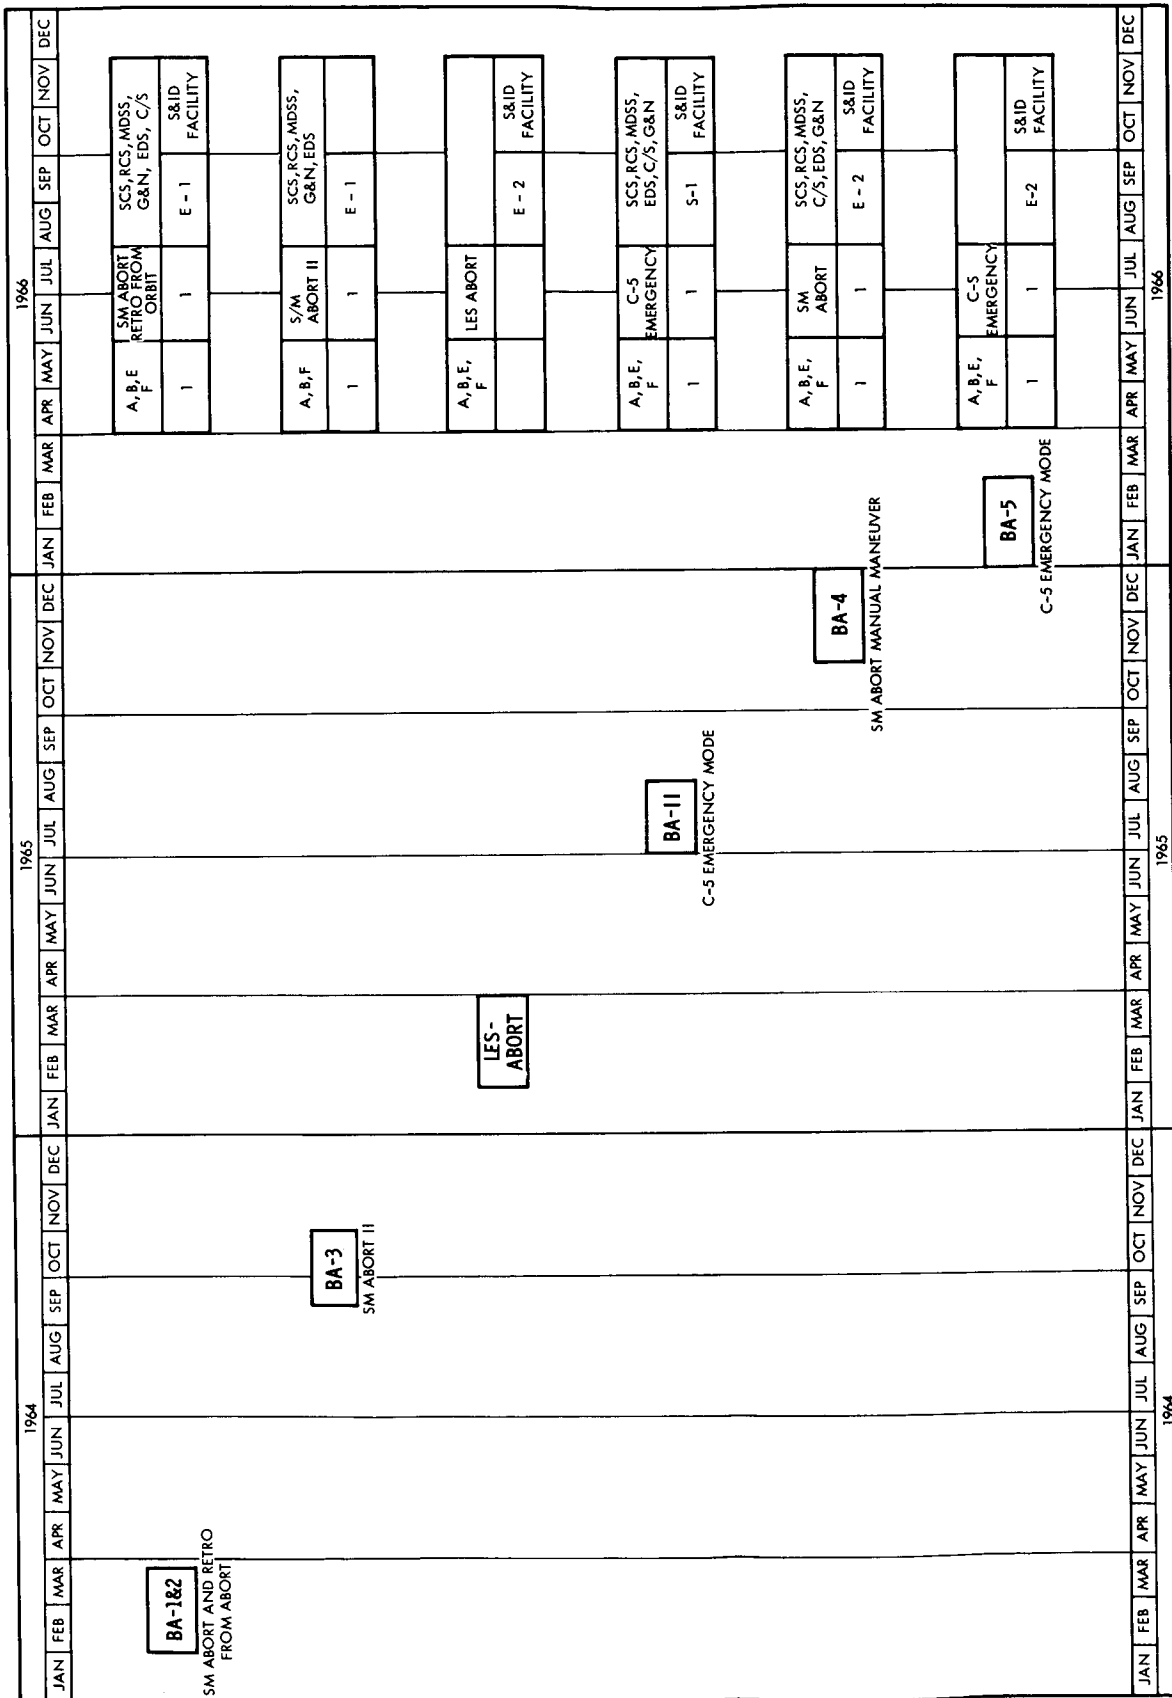 1964
1965
1966
JAN FEB MAR APR MAY JUN JUL AUG SEP OCT NOV DEC JAN FEB MAR APR MAY JUN JUL AUG SEP OCT NOV DEC JAN FEB MAR APR MAY JUN JUL AUG SEP OCT NOV DEC
BA-1&2
SM ABORT AND RETRO
FROM ABORT
A, B, E
F
SM ABORT
RETRO FROM
ORBIT
SCS, RCS, MDSS,
G&N, EDS, C/S
1
1
E - 1
S&ID
FACILITY
BA-3
SM ABORT II
A, B, F
S/M
ABORT II
SCS, RCS, MDSS,
G&N, EDS
1
1
E - 1
LES-
ABORT
A, B, E,
F
LES ABORT
E - 2
S&ID
FACILITY
BA-11
C-5 EMERGENCY MODE
A, B, E,
F
C-5
EMERGENCY
SCS, RCS, MDSS,
EDS, C/S, G&N
1
1
S-1
S&ID
FACILITY
BA-4
SM ABORT MANUAL MANEUVER
A, B, E,
F
SM
ABORT
SCS, RCS, MDSS,
C/S, EDS, G&N
1
1
E - 2
S&ID
FACILITY
BA-5
C-5 EMERGENCY MODE
A, B, E,
F
C-S
EMERGENCY
1
1
E-2
S&ID
FACILITY
JAN FEB MAR APR MAY JUN JUL AUG SEP OCT NOV DEC JAN FEB MAR APR MAY JUN JUL AUG SEP OCT NOV DEC JAN FEB MAR APR MAY JUN JUL AUG SEP OCT NOV DEC
1964
1965
1966